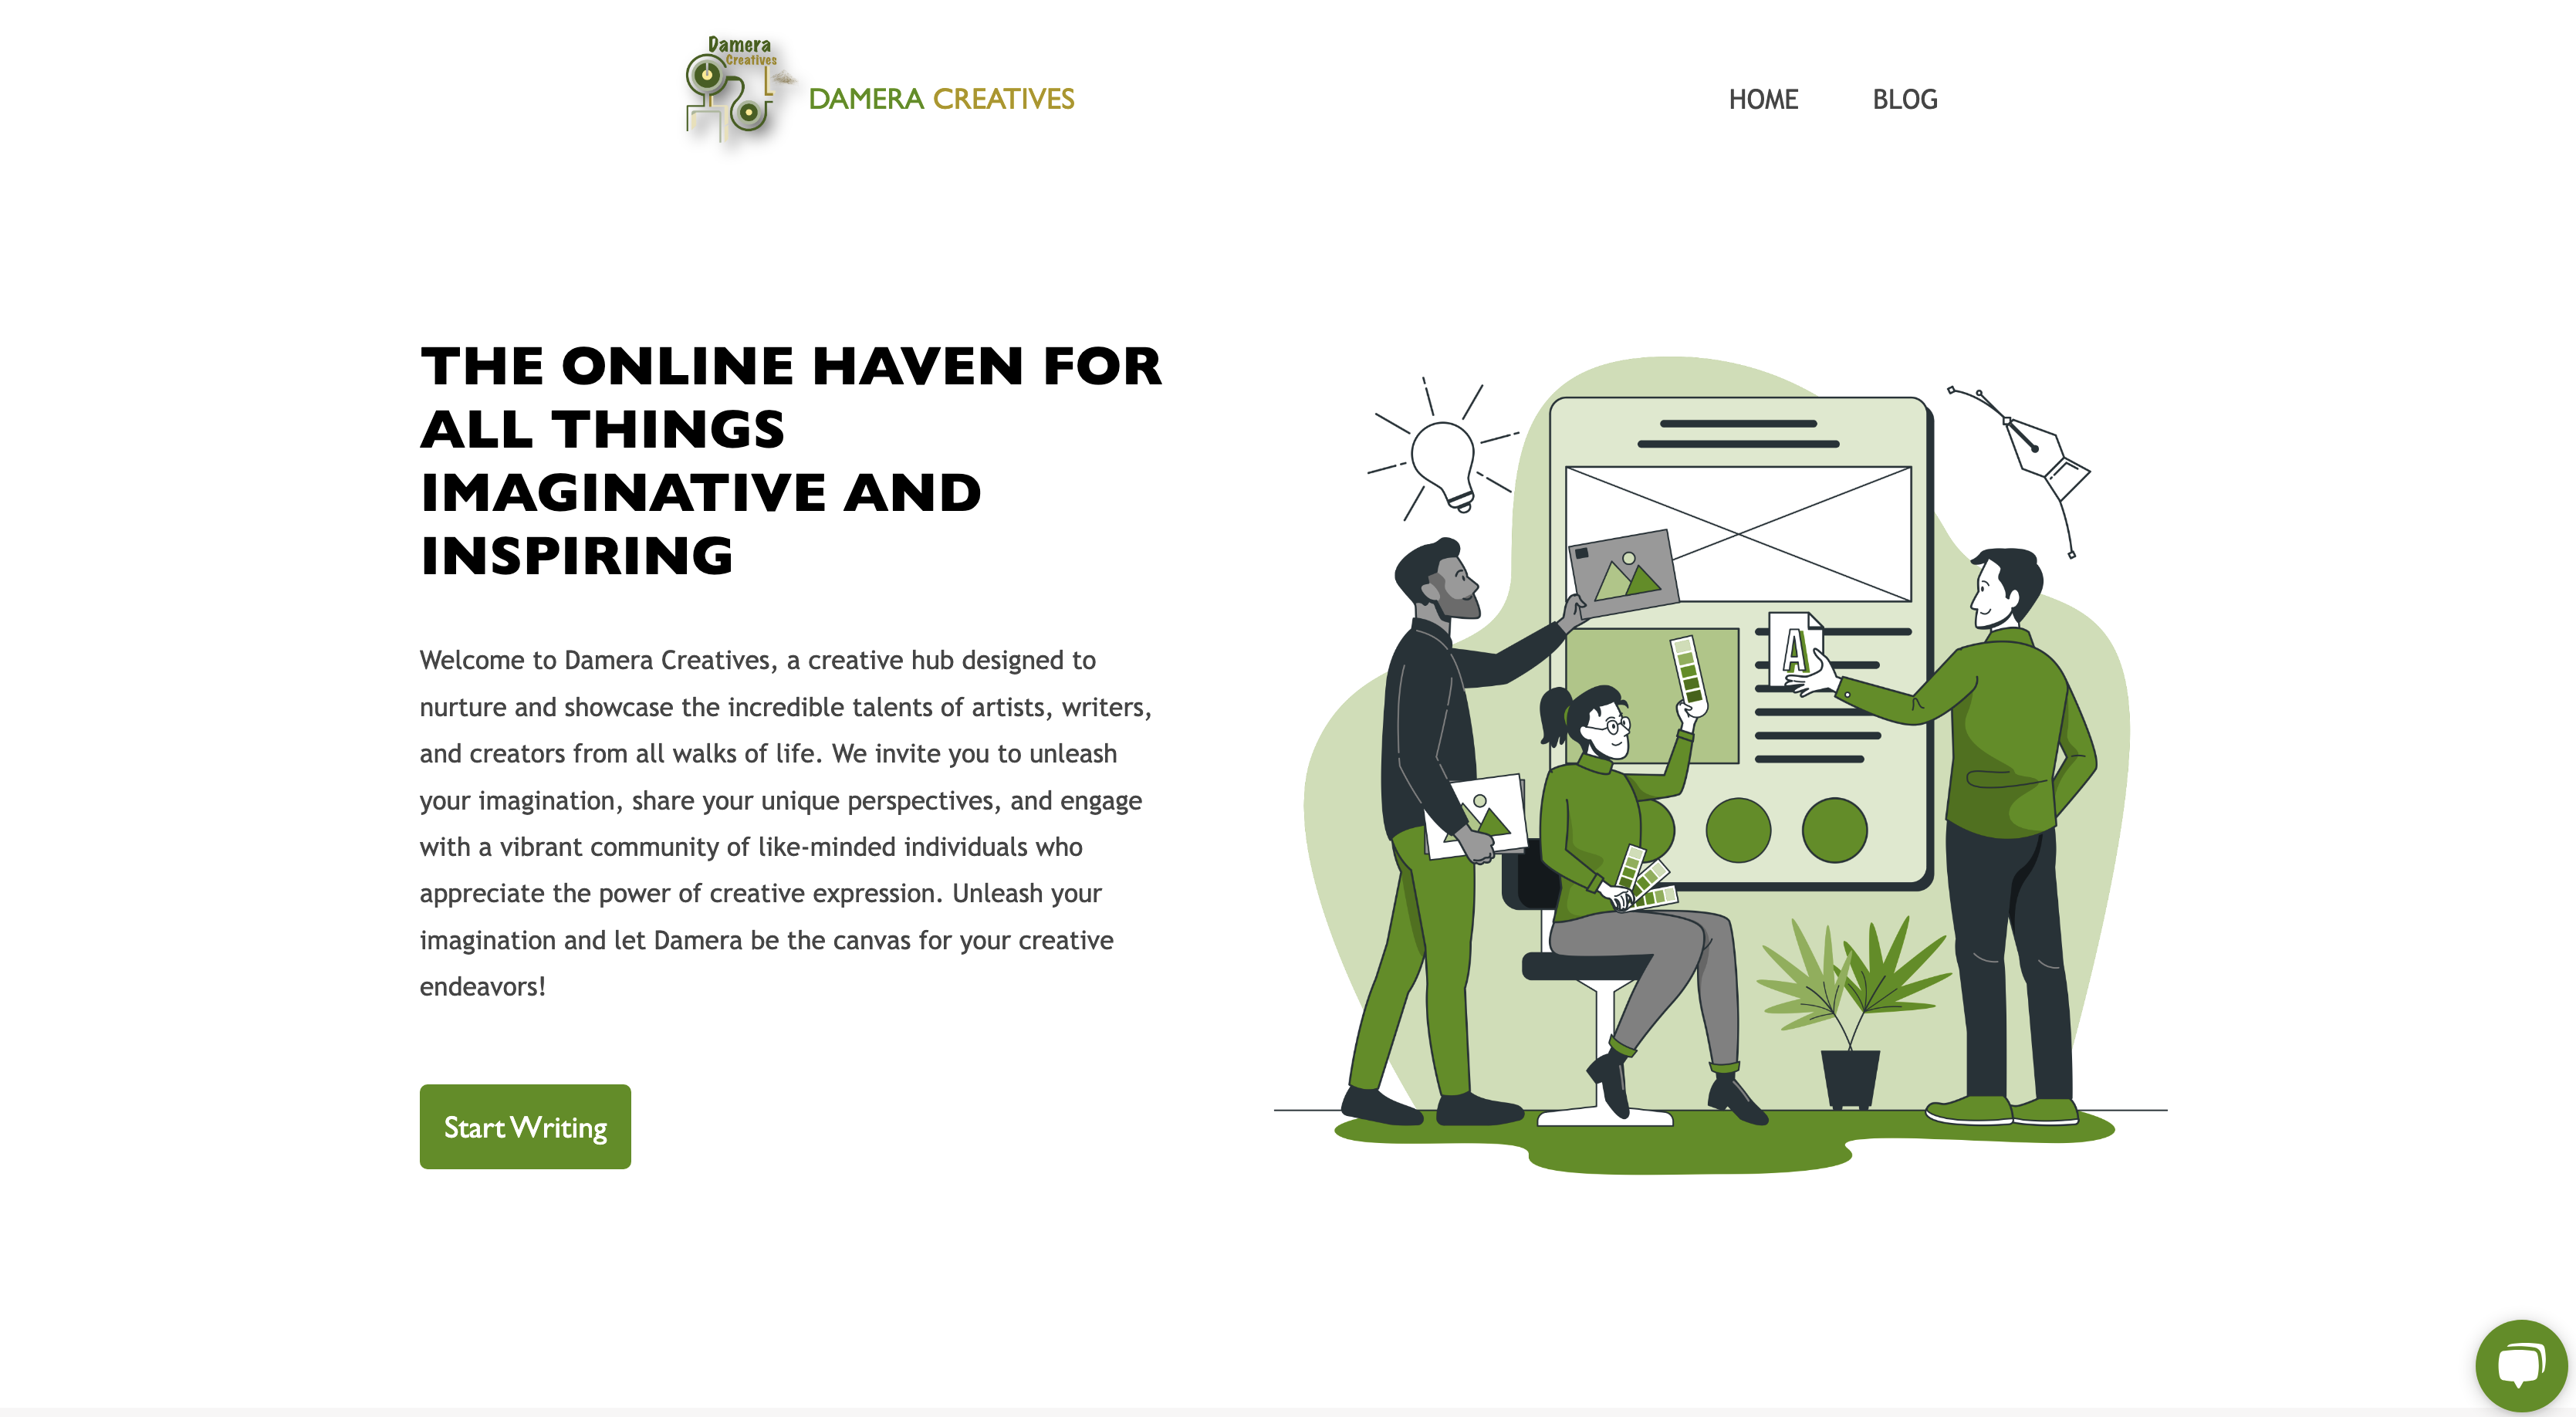 Damera
Creatives
DAMERA CREATIVES
HOME
BLOG
THE ONLINE HAVEN FOR
ALL THINGS
IMAGINATIVE AND
INSPIRING
Welcome to Damera Creatives, a creative hub designed to
nurture and showcase the incredible talents of artists, writers,
and creators from all walks of life. We invite you to unleash
your imagination, share your unique perspectives, and engage
with a vibrant community of like-minded individuals who
appreciate the power of creative expression. Unleash your
imagination and let Damera be the canvas for your creative
endeavors!
Start Writing
A